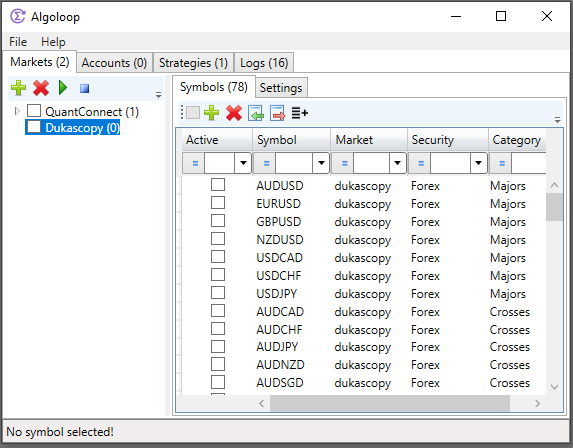 Algoloop
File Help
Markets (2) Accounts (0) Strategies (1) Logs (16)
QuantConnect (1)
Dukascopy (0)
Symbols (78) Settings
Active Symbol Market Security Category
= = = = =
AUDUSD dukascopy Forex Majors
EURUSD dukascopy Forex Majors
GBPUSD dukascopy Forex Majors
NZDUSD dukascopy Forex Majors
USDCAD dukascopy Forex Majors
USDCHF dukascopy Forex Majors
USDJPY dukascopy Forex Majors
AUDCAD dukascopy Forex Crosses
AUDCHF dukascopy Forex Crosses
AUDJPY dukascopy Forex Crosses
AUDNZD dukascopy Forex Crosses
AUDSGD dukascopy Forex Crosses
No symbol selected!